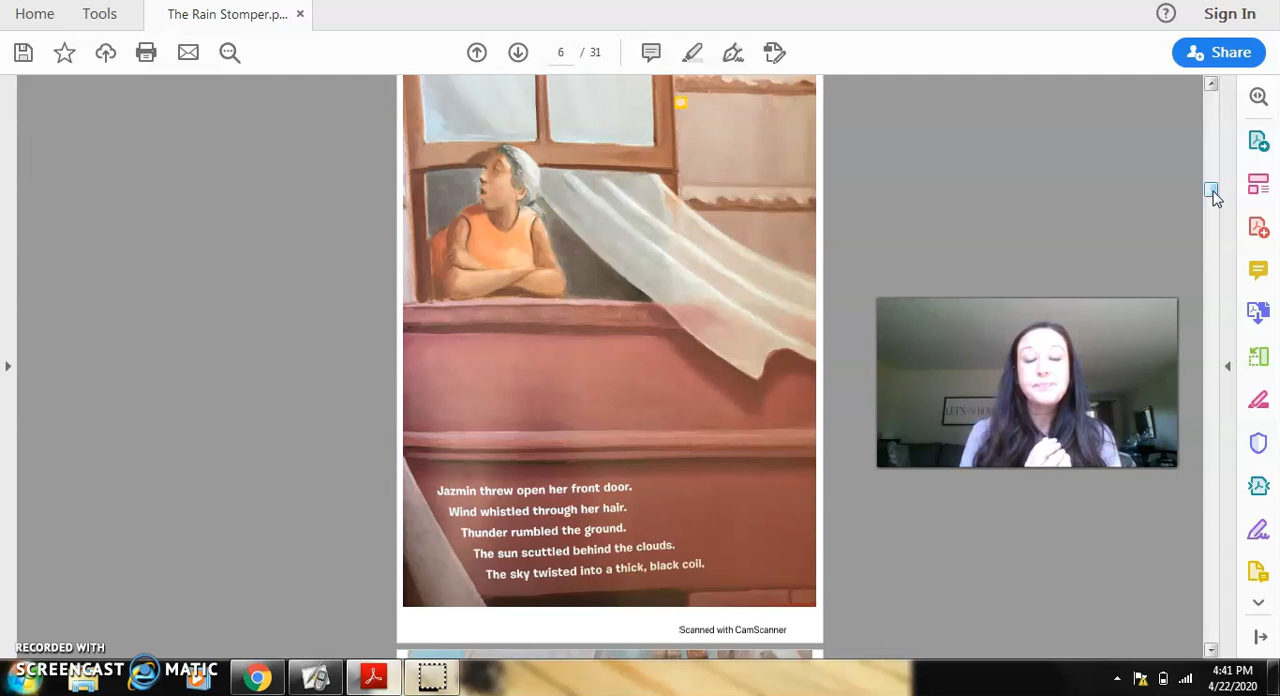 Home
Tools
The Rain Stomper.p...
Sign In
6 / 31
Share
Jazmin threw open her front door.
Wind whistled through her hair.
Thunder rumbled the ground.
The sun scuttled behind the clouds.
The sky twisted into a thick, black coil.
Scanned with CamScanner
RECORDED WITH
SCREENCAST MATIC
4:41 PM
4/22/2020